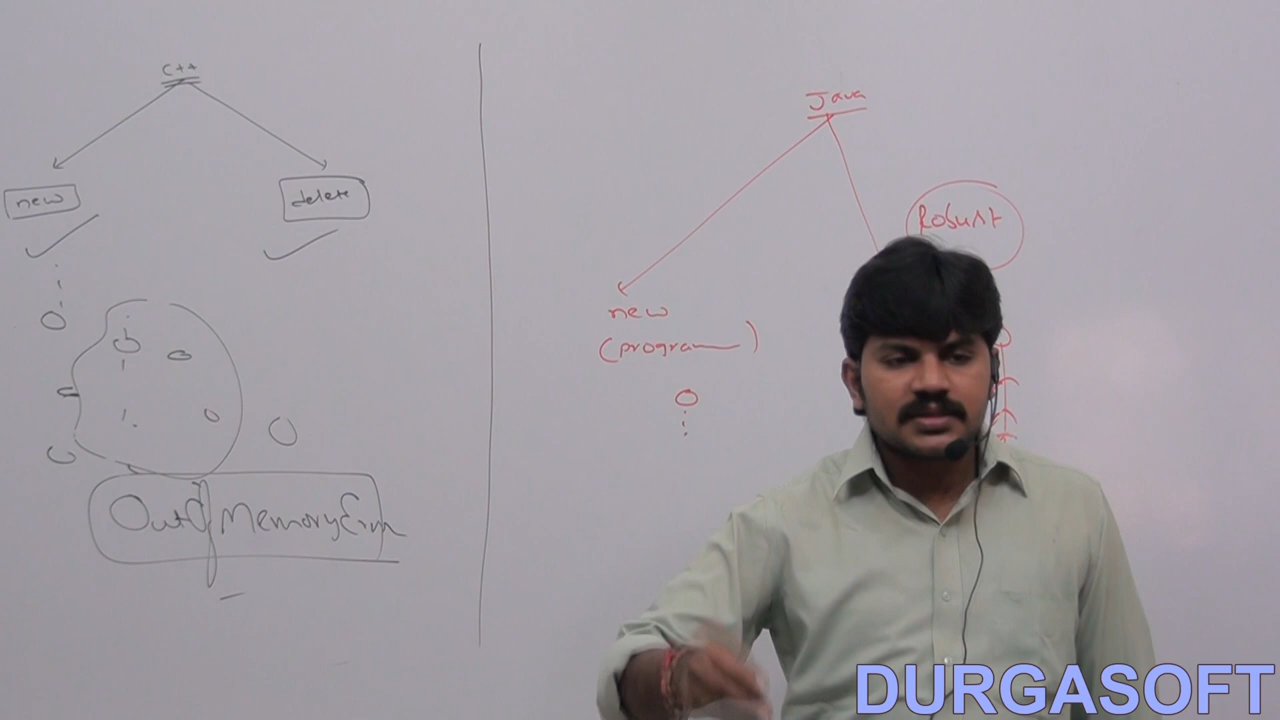 C++
new
delete
OutOfMemoryError
Java
Robust
new
(program)
DURGASOFT